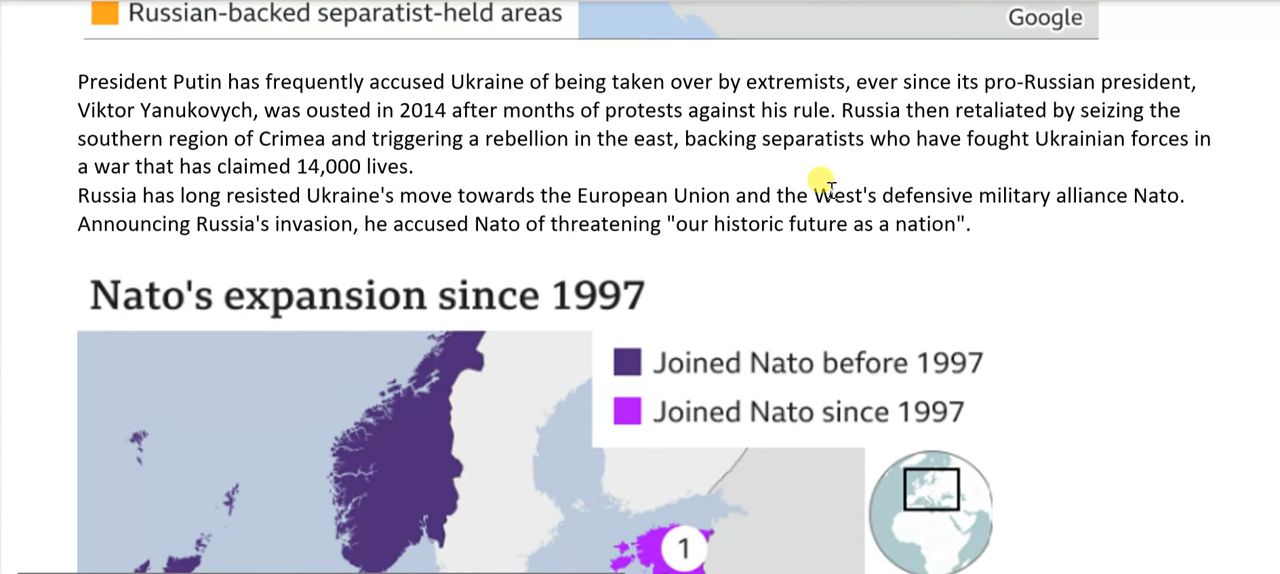 Russian-backed separatist-held areas
Google
President Putin has frequently accused Ukraine of being taken over by extremists, ever since its pro-Russian president,
Viktor Yanukovych, was ousted in 2014 after months of protests against his rule. Russia then retaliated by seizing the
southern region of Crimea and triggering a rebellion in the east, backing separatists who have fought Ukrainian forces in
a war that has claimed 14,000 lives.
Russia has long resisted Ukraine's move towards the European Union and the West's defensive military alliance Nato.
Announcing Russia's invasion, he accused Nato of threatening "our historic future as a nation".
Nato's expansion since 1997
Joined Nato before 1997
Joined Nato since 1997
1